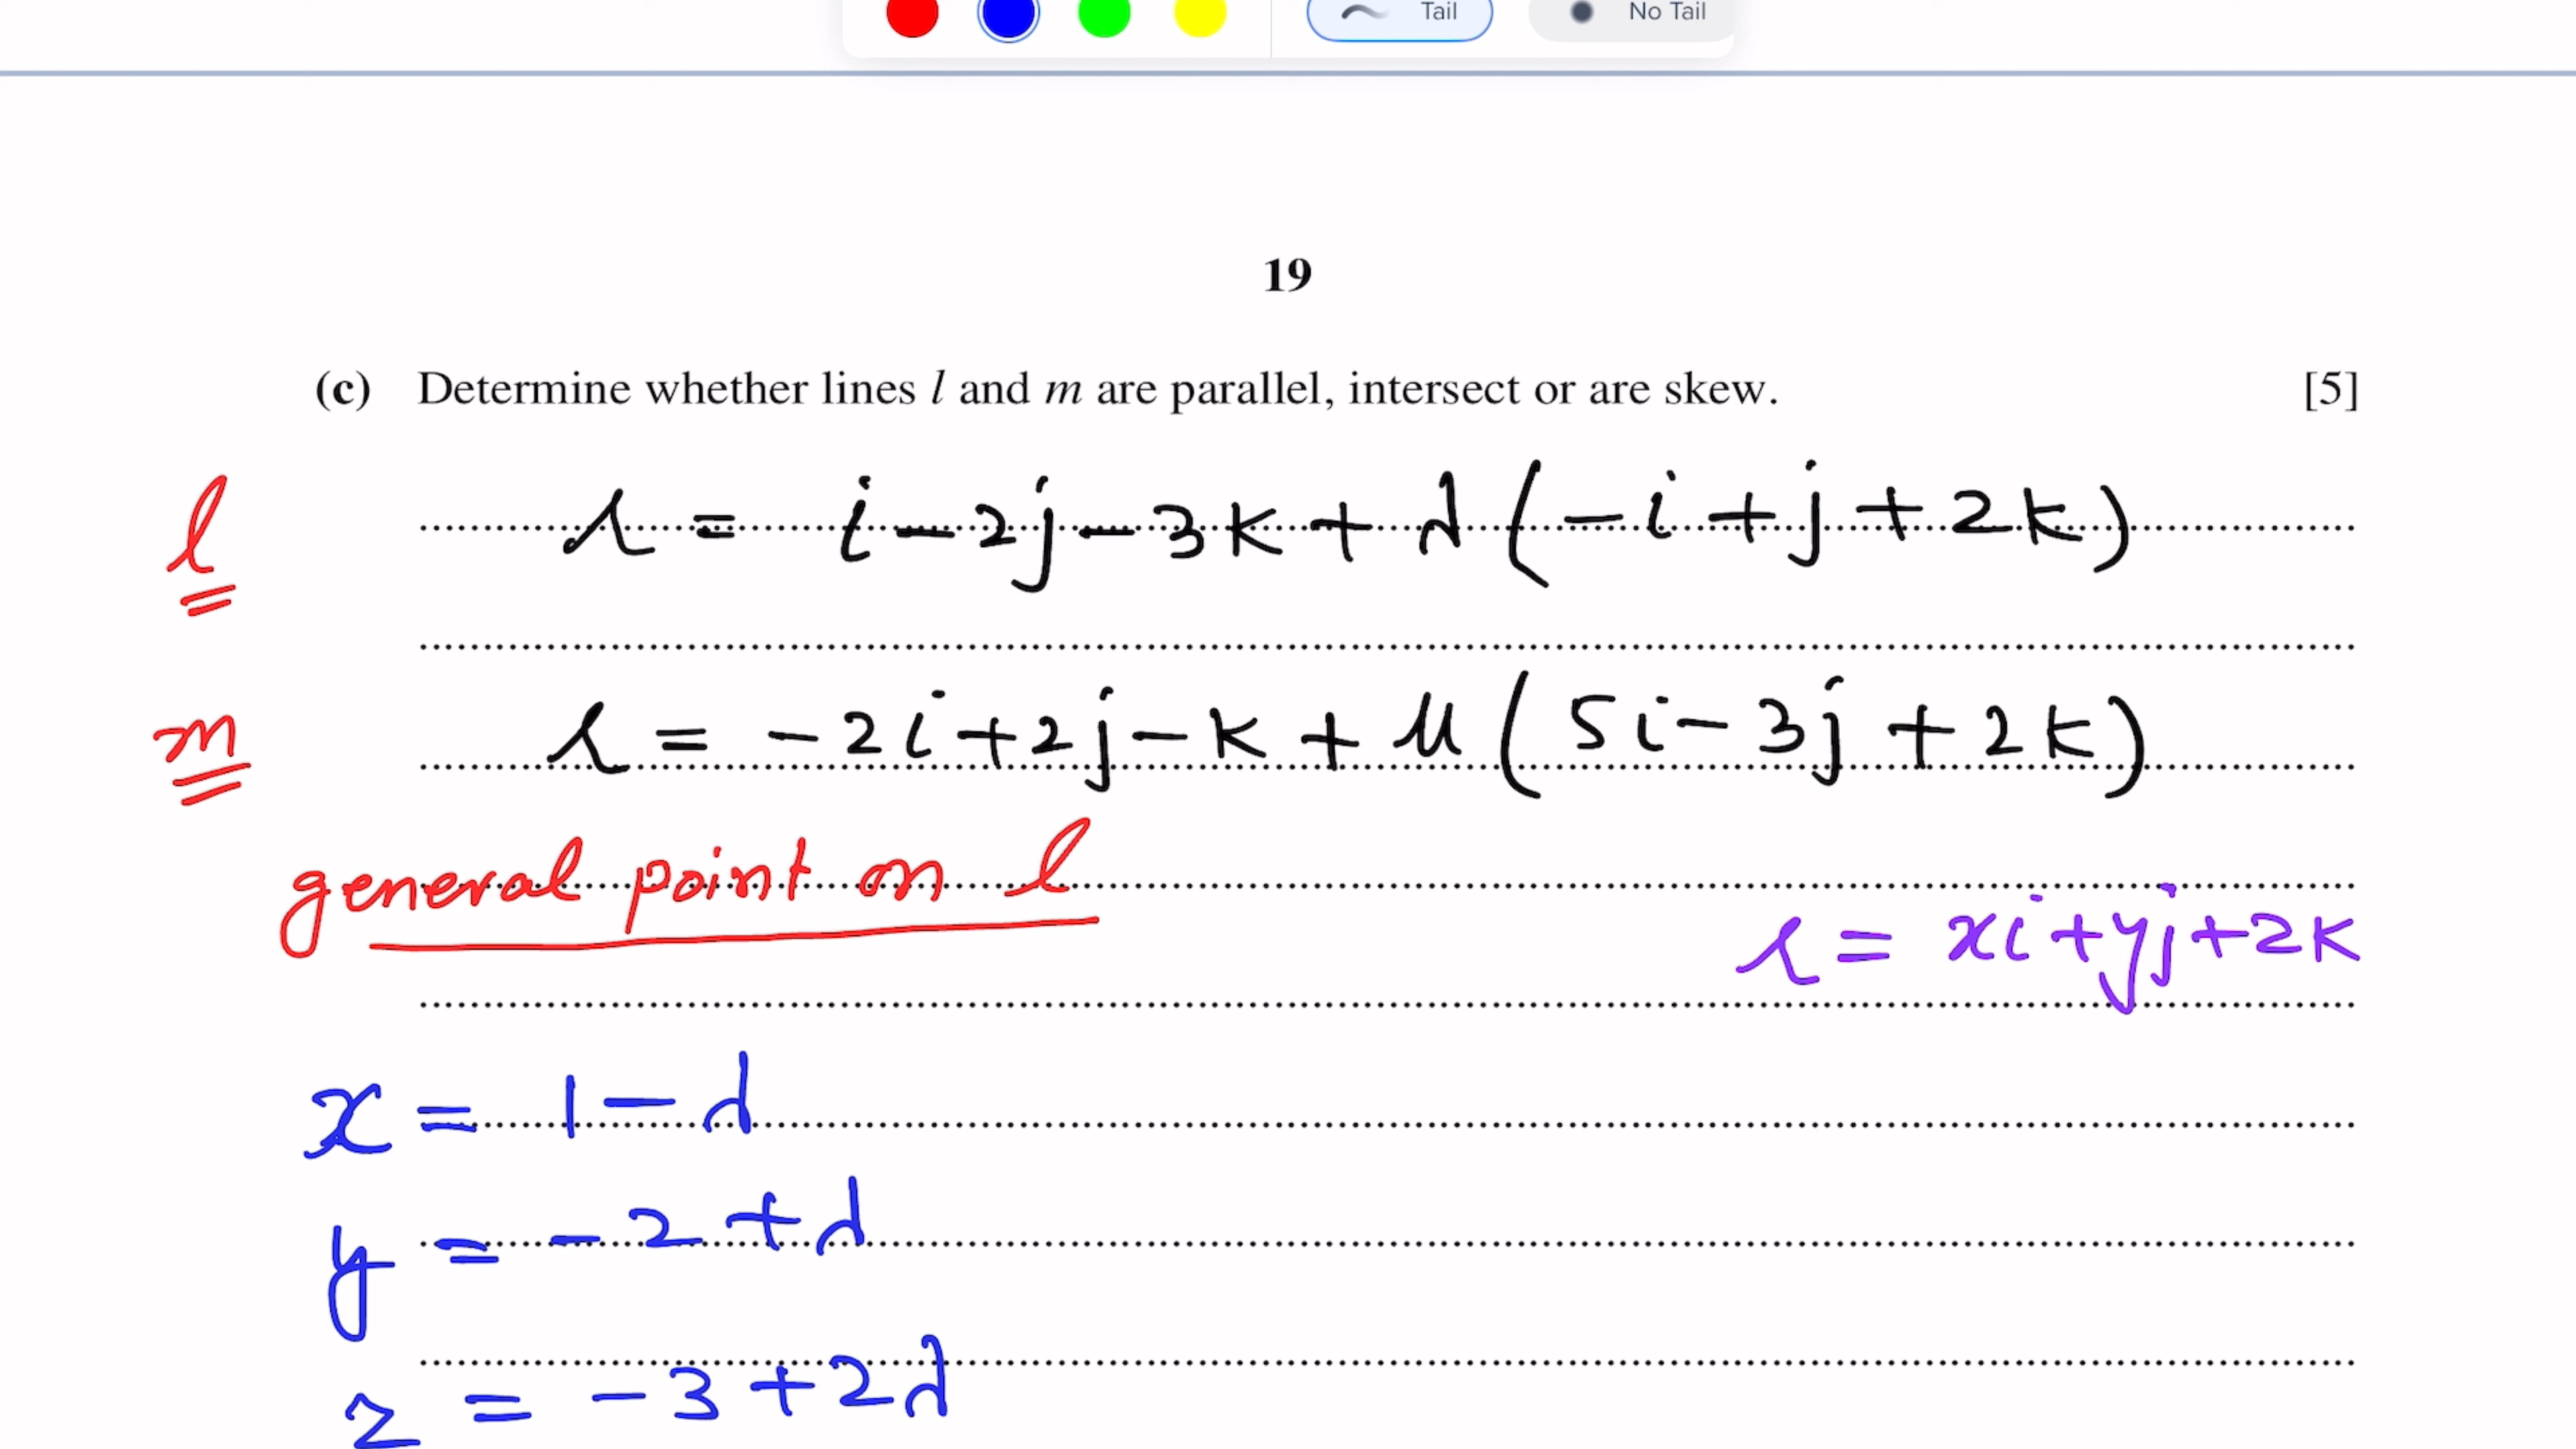 Tail No Tail
19
(c) Determine whether lines l and m are parallel, intersect or are skew. [5]
l r = i - 2j - 3k + λ(-i + j + 2k)
m r = -2i + 2j - k + μ(5i - 3j + 2k)
general point on l
r = xi + yj + zk
x = 1 - λ
y = -2 + λ
z = -3 + 2λ